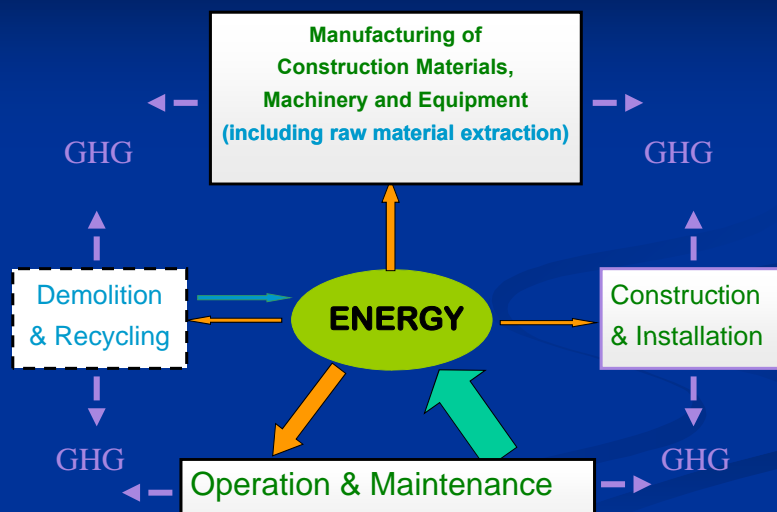 Manufacturing of
Construction Materials,
Machinery and Equipment
(including raw material extraction)
GHG
GHG
Demolition
& Recycling
ENERGY
Construction
& Installation
GHG
GHG
Operation & Maintenance